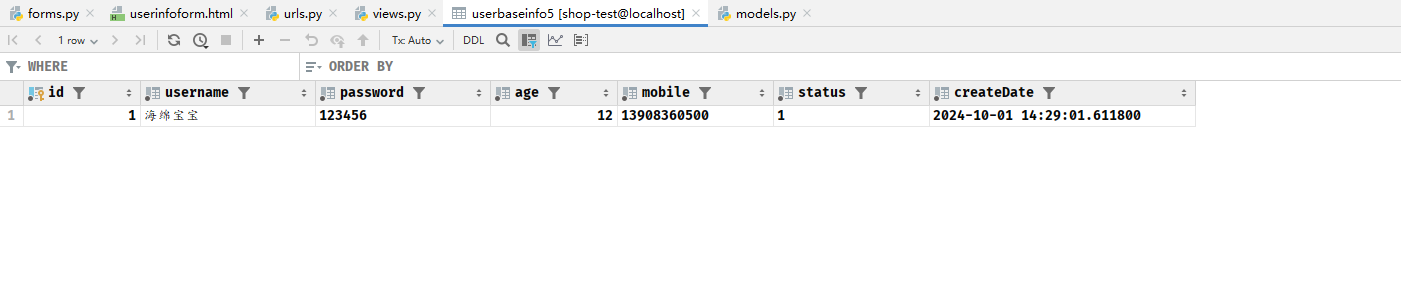 forms.py userinfoform.html urls.py views.py userbaseinfo5 [shop-test@localhost] models.py
1 row Tx: Auto DDL
WHERE ORDER BY
id username password age mobile status createDate
1 1 海绵宝宝 123456 12 13908360500 1 2024-10-01 14:29:01.611800